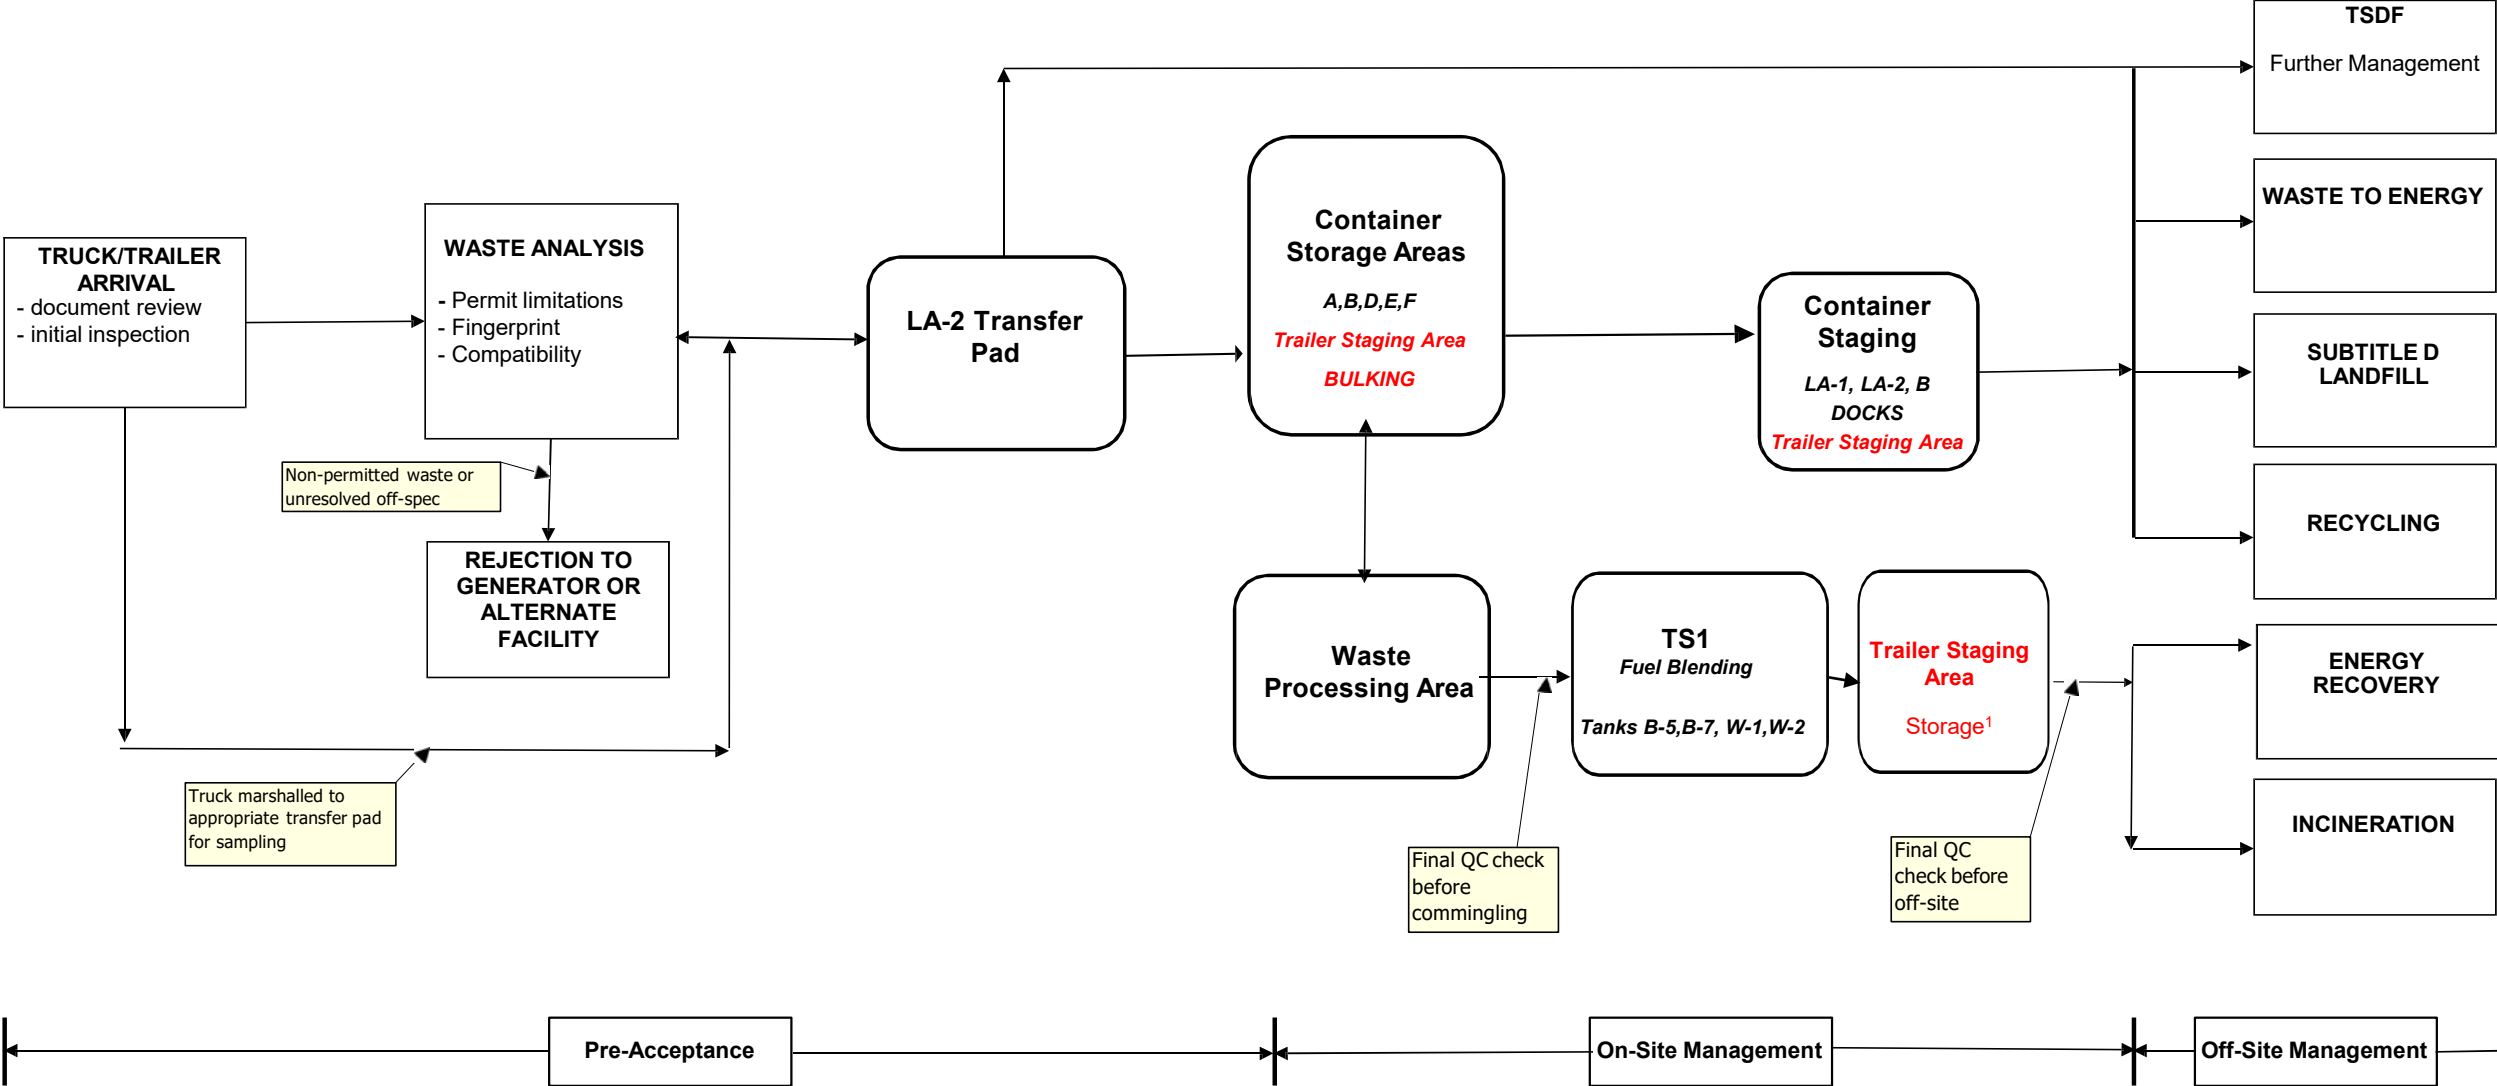 TSDF
Further Management
WASTE TO ENERGY
SUBTITLE D
LANDFILL
RECYCLING
ENERGY
RECOVERY
INCINERATION
TRUCK/TRAILER
ARRIVAL
- document review
- initial inspection
WASTE ANALYSIS
- Permit limitations
- Fingerprint
- Compatibility
Non-permitted waste or
unresolved off-spec
REJECTION TO
GENERATOR OR
ALTERNATE
FACILITY
Truck marshalled to
appropriate transfer pad
for sampling
LA-2 Transfer
Pad
Container
Storage Areas
A,B,D,E,F
Trailer Staging Area
BULKING
Container
Staging
LA-1, LA-2, B
DOCKS
Trailer Staging Area
Waste
Processing Area
TS1
Fuel Blending
Tanks B-5,B-7, W-1,W-2
Trailer Staging
Area
Storage¹
Final QC check
before
commingling
Final QC
check before
off-site
Pre-Acceptance
On-Site Management
Off-Site Management